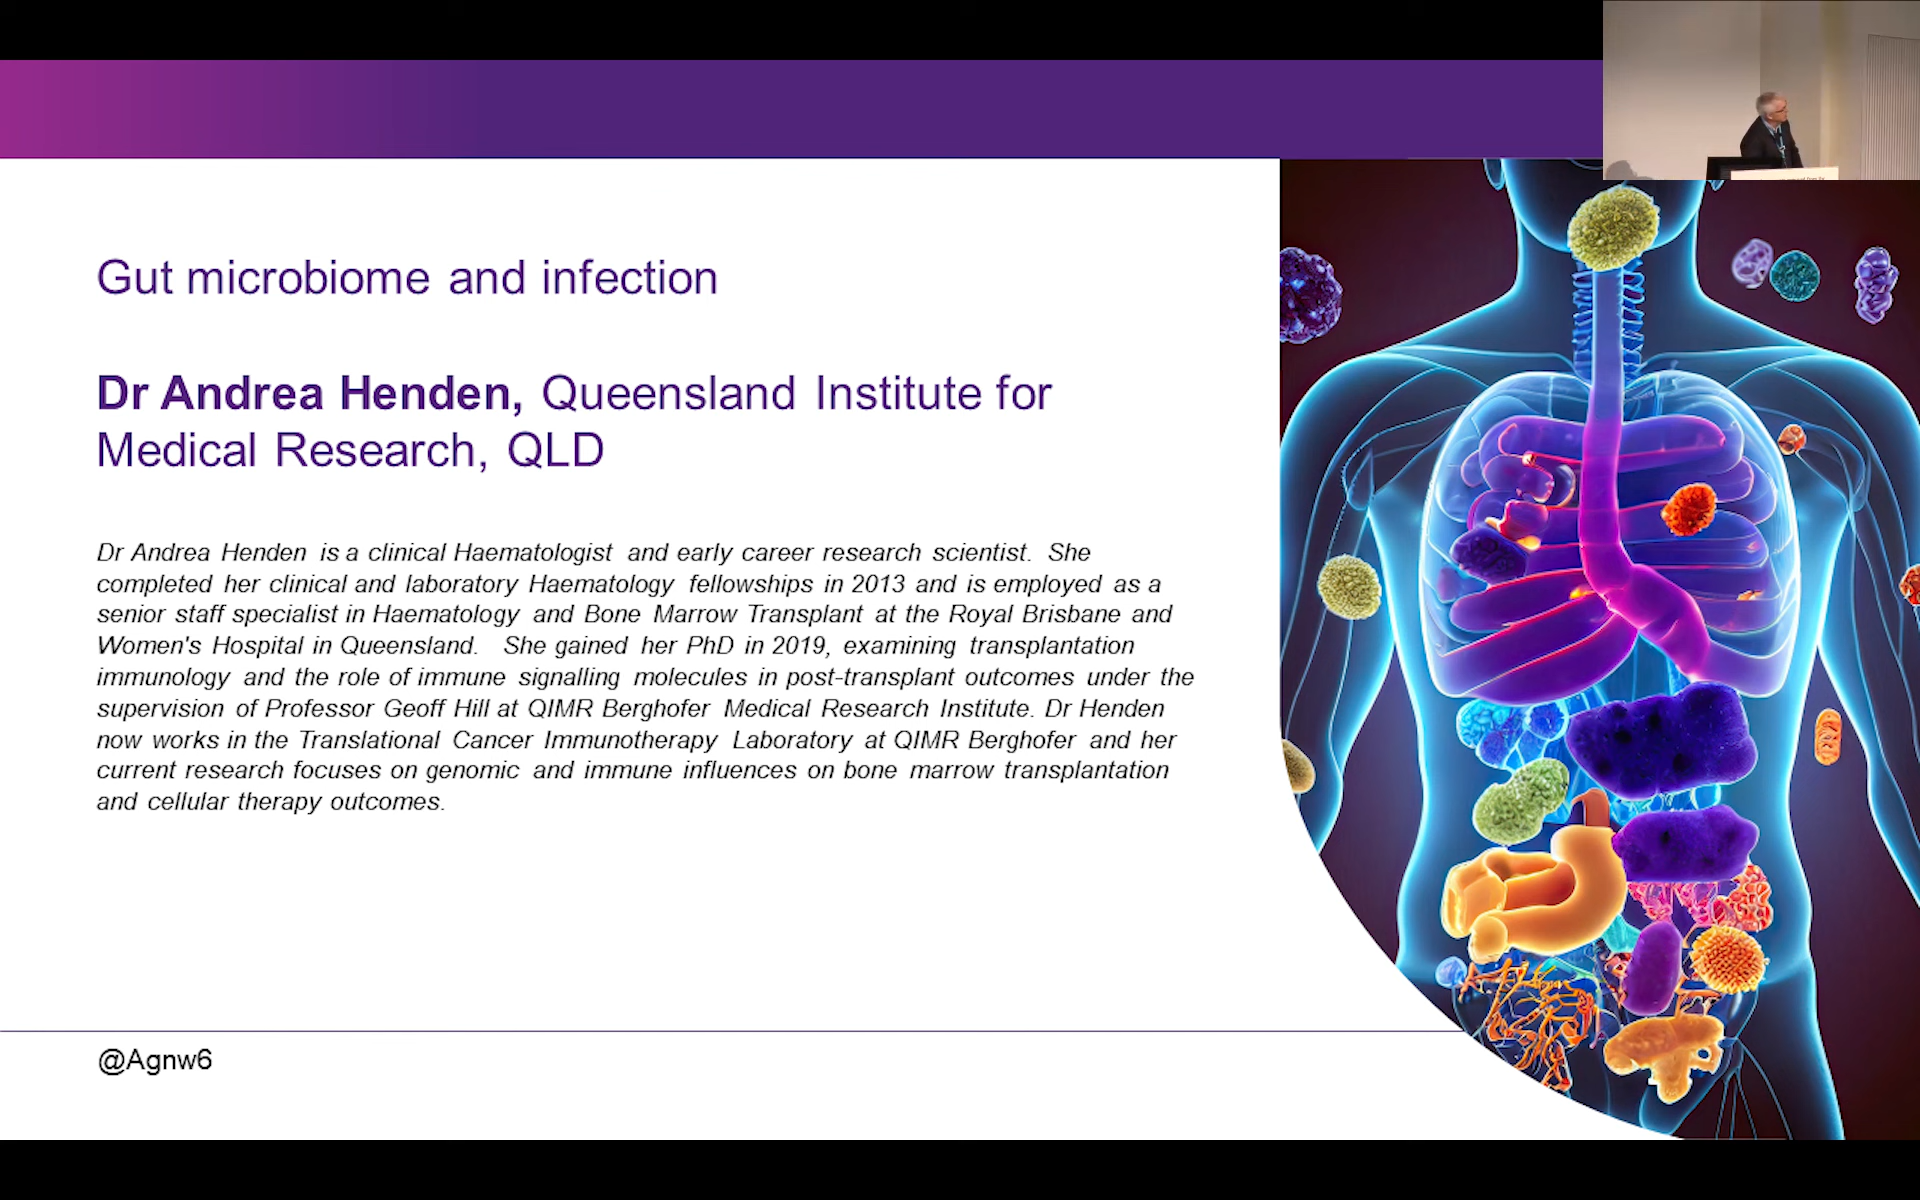 Gut microbiome and infection
Dr Andrea Henden, Queensland Institute for
Medical Research, QLD
Dr Andrea Henden is a clinical Haematologist and early career research scientist. She
completed her clinical and laboratory Haematology fellowships in 2013 and is employed as a
senior staff specialist in Haematology and Bone Marrow Transplant at the Royal Brisbane and
Women's Hospital in Queensland. She gained her PhD in 2019, examining transplantation
immunology and the role of immune signalling molecules in post-transplant outcomes under the
supervision of Professor Geoff Hill at QIMR Berghofer Medical Research Institute. Dr Henden
now works in the Translational Cancer Immunotherapy Laboratory at QIMR Berghofer and her
current research focuses on genomic and immune influences on bone marrow transplantation
and cellular therapy outcomes.
@Agnw6